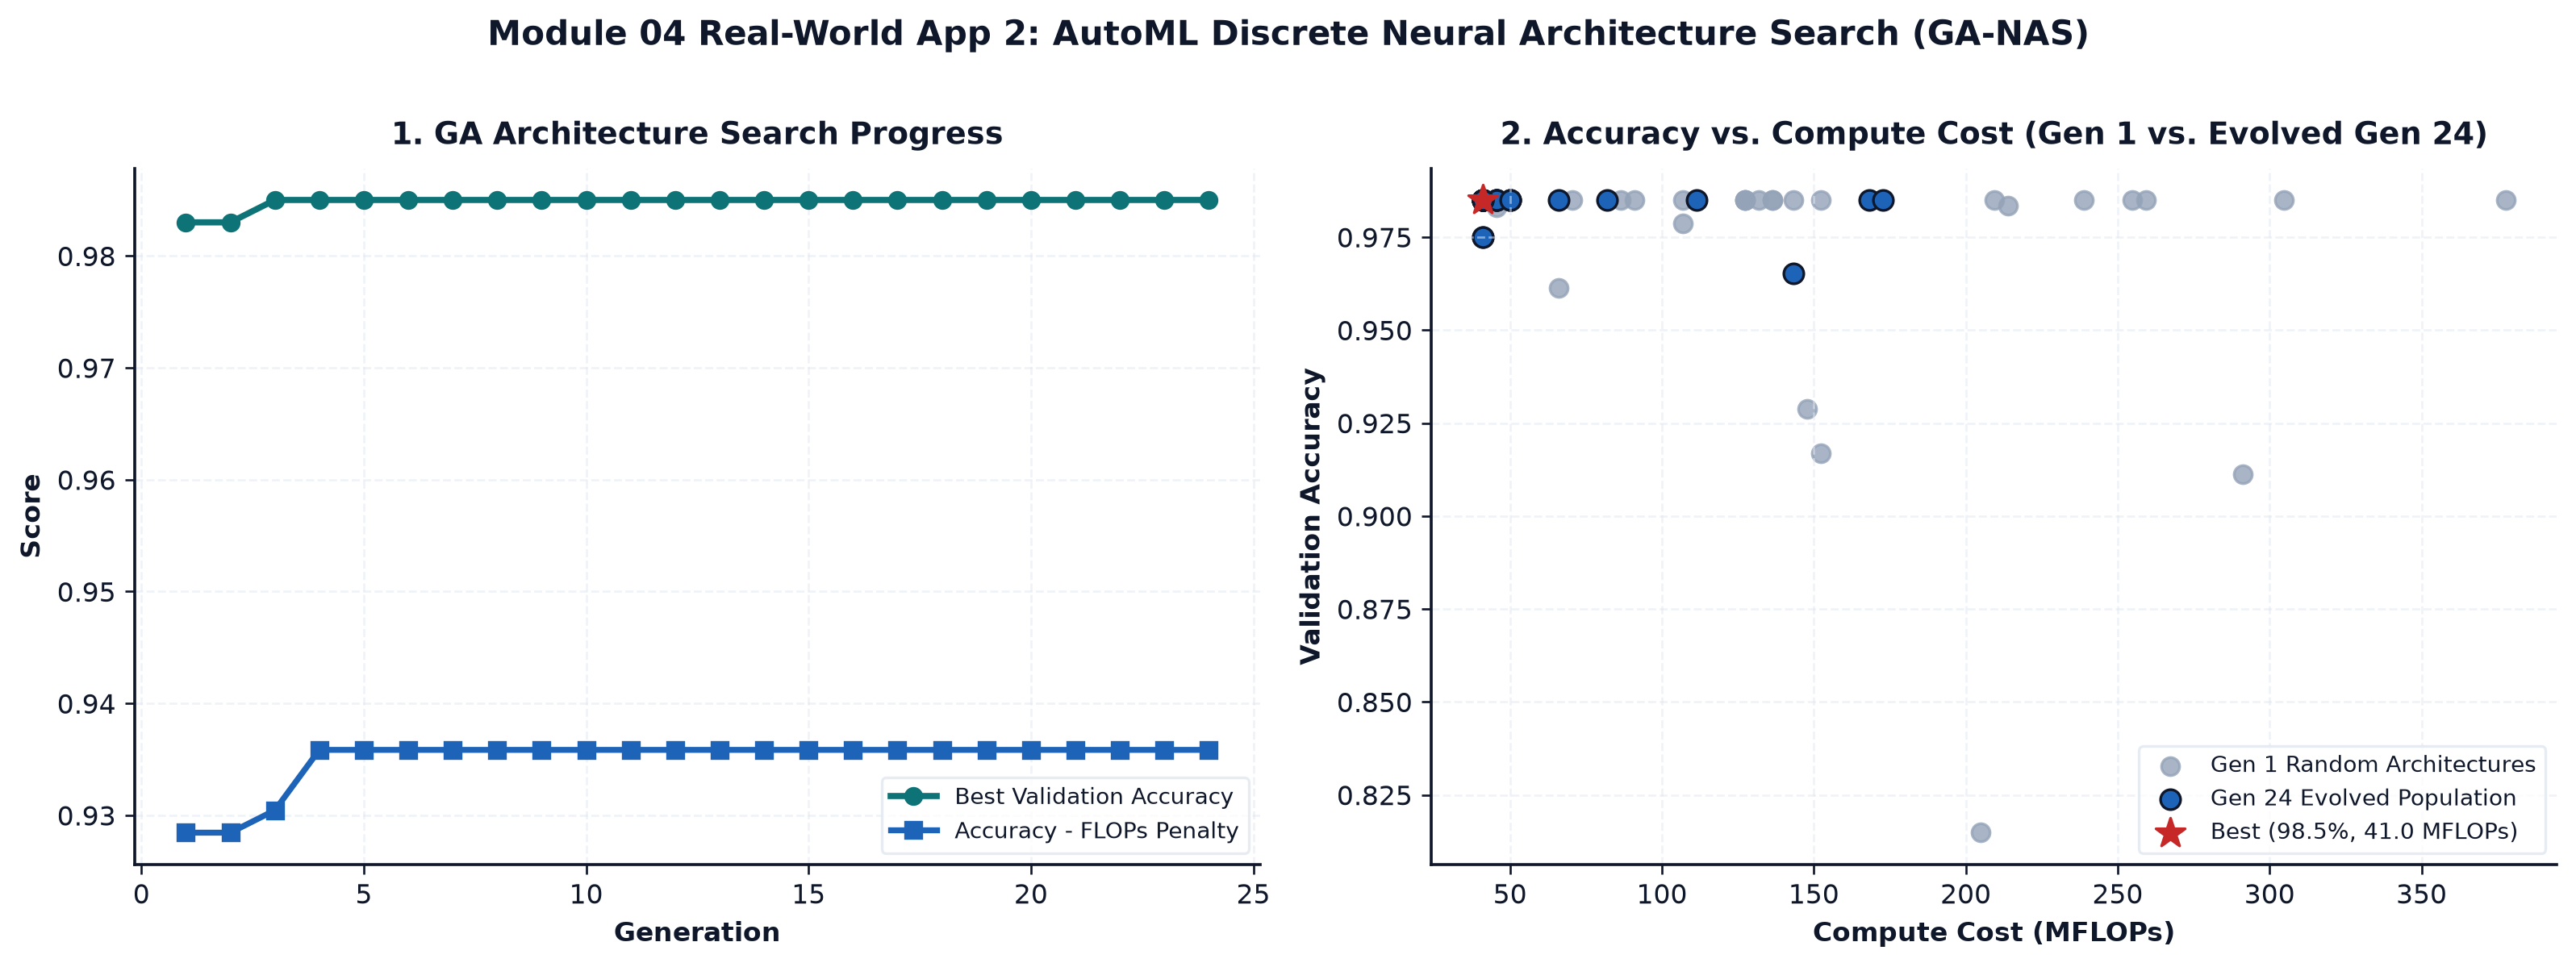 Module 04 Real-World App 2: AutoML Discrete Neural Architecture Search (GA-NAS)
1. GA Architecture Search Progress
Score
0.98
0.97
0.96
0.95
0.94
0.93
0
5
10
15
20
25
Generation
Best Validation Accuracy
Accuracy - FLOPs Penalty
2. Accuracy vs. Compute Cost (Gen 1 vs. Evolved Gen 24)
Validation Accuracy
0.975
0.950
0.925
0.900
0.875
0.850
0.825
50
100
150
200
250
300
350
Compute Cost (MFLOPs)
Gen 1 Random Architectures
Gen 24 Evolved Population
Best (98.5%, 41.0 MFLOPs)